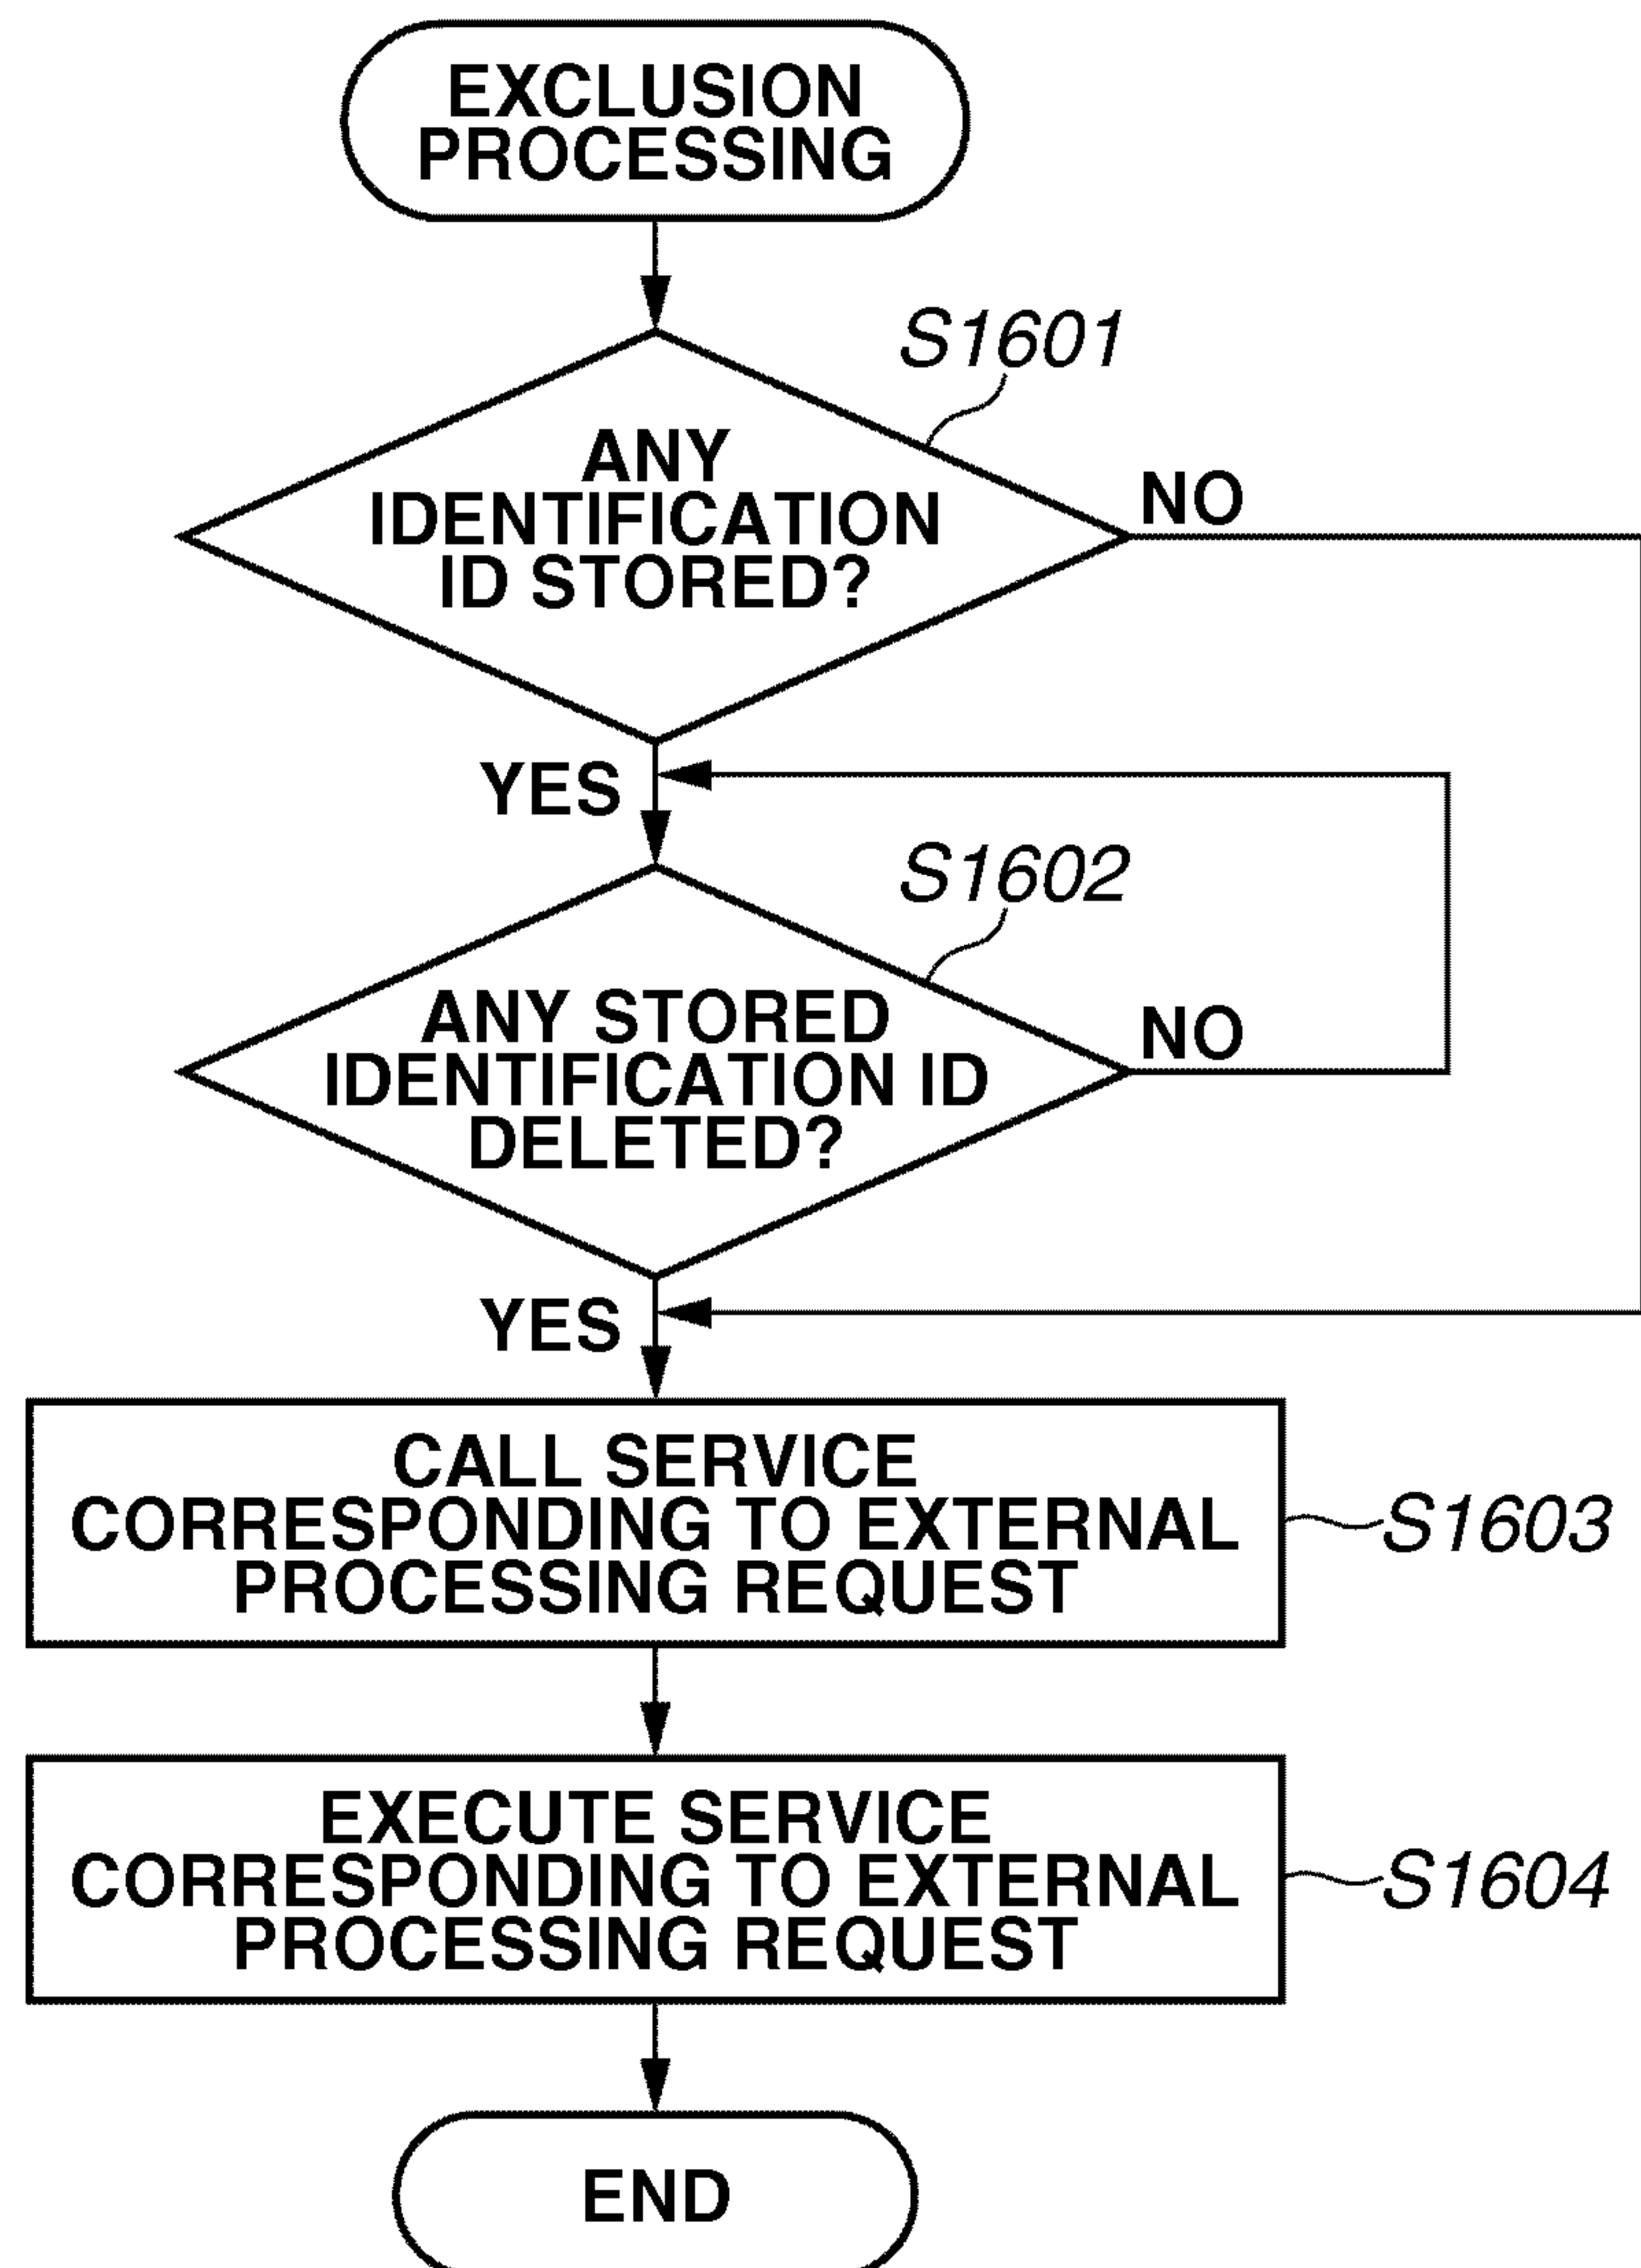 EXCLUSION
PROCESSING
S1601
ANY
IDENTIFICATION
ID STORED?
NO
YES
S1602
ANY STORED
IDENTIFICATION ID
DELETED?
NO
YES
CALL SERVICE
CORRESPONDING TO EXTERNAL
PROCESSING REQUEST
S1603
EXECUTE SERVICE
CORRESPONDING TO EXTERNAL
PROCESSING REQUEST
S1604
END